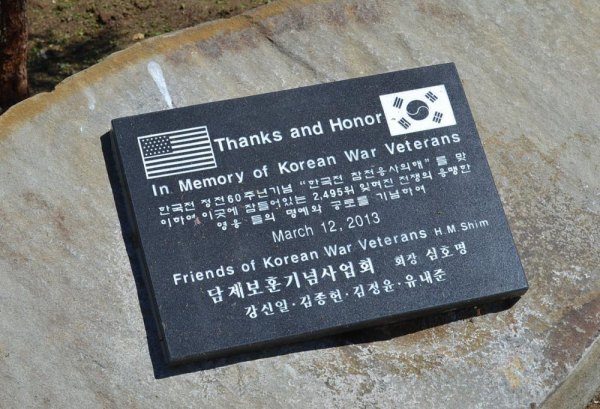 Thanks and Honor
In Memory of Korean War Veterans
한국전 정전60주년기념 "한국전 참전용사의해"를 맞
이하여 이곳에 잠들어있는 2,495위 잊혀진 전쟁의 용맹한
영웅 들의 명예와 공로를 기념하여
March 12, 2013
Friends of Korean War Veterans H.M.Shim
담제보훈기념사업회 회장 심호명
강신일·김종헌·김정윤·유내준